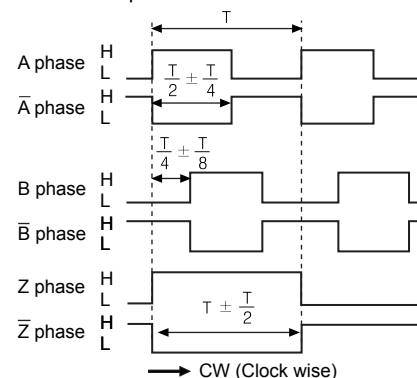 T
A phase H
L
T/2 ± T/4
A̅ phase H
L
T/4 ± T/8
B phase H
L
B̅ phase H
L
Z phase H
L
T ± T/2
Z̅ phase H
L
CW (Clock wise)